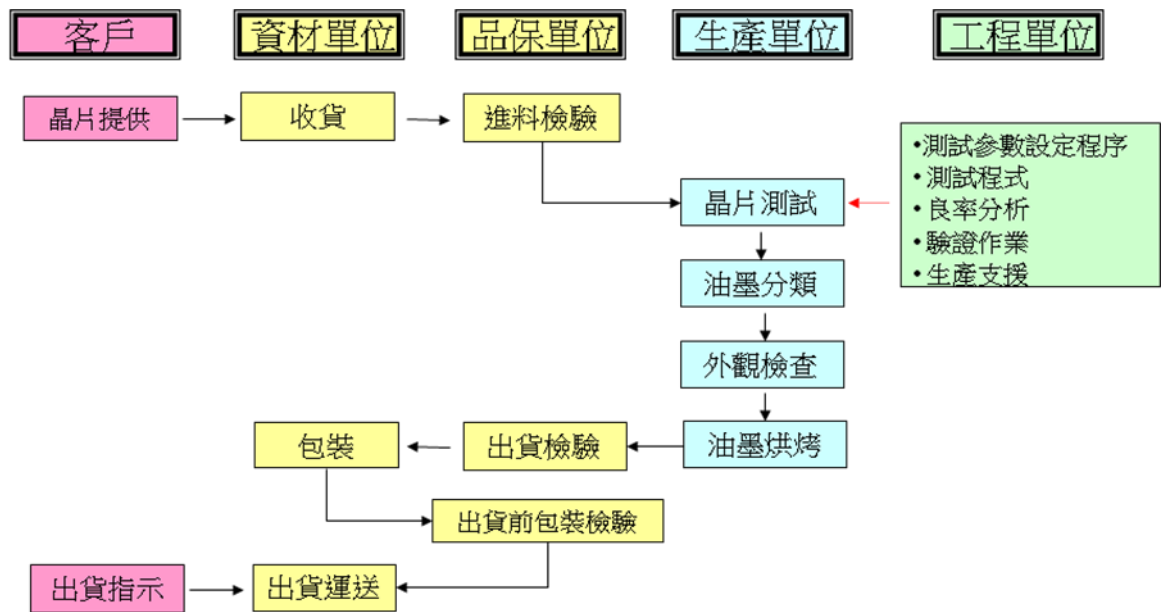 客戶
資材單位
品保單位
生產單位
工程單位
晶片提供
收貨
進料檢驗
•測試參數設定程序
•測試程式
•良率分析
•驗證作業
•生產支援
晶片測試
油墨分類
外觀檢查
包裝
出貨檢驗
油墨烘烤
出貨前包裝檢驗
出貨指示
出貨運送